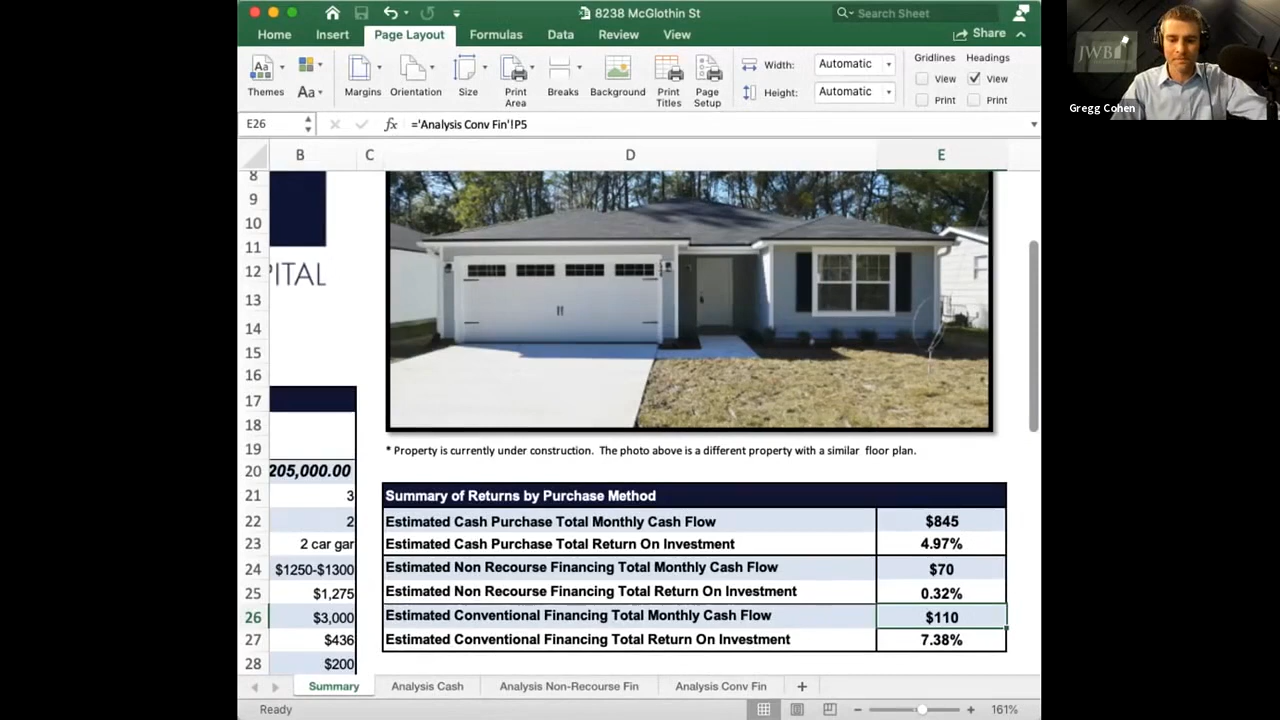 8238 McGlothin St
Search Sheet
Home Insert Page Layout Formulas Data Review View Share
Themes Aa Margins Orientation Size Print Area Breaks Background Print Titles Page Setup
Width: Automatic
Height: Automatic
Gridlines Headings
View View
Print Print
E26 fx ='Analysis Conv Fin'!P5
B C D E
8
9
10
11
12 PITAL
13
14
15
16
17
18
19
* Property is currently under construction. The photo above is a different property with a similar floor plan.
20 205,000.00
21 3 Summary of Returns by Purchase Method
22 2 Estimated Cash Purchase Total Monthly Cash Flow $845
23 2 car gar Estimated Cash Purchase Total Return On Investment 4.97%
24 $1250-$1300 Estimated Non Recourse Financing Total Monthly Cash Flow $70
25 $1,275 Estimated Non Recourse Financing Total Return On Investment 0.32%
26 $3,000 Estimated Conventional Financing Total Monthly Cash Flow $110
27 $436 Estimated Conventional Financing Total Return On Investment 7.38%
28 $200
Summary Analysis Cash Analysis Non-Recourse Fin Analysis Conv Fin
Ready 161%
JWB
Gregg Cohen